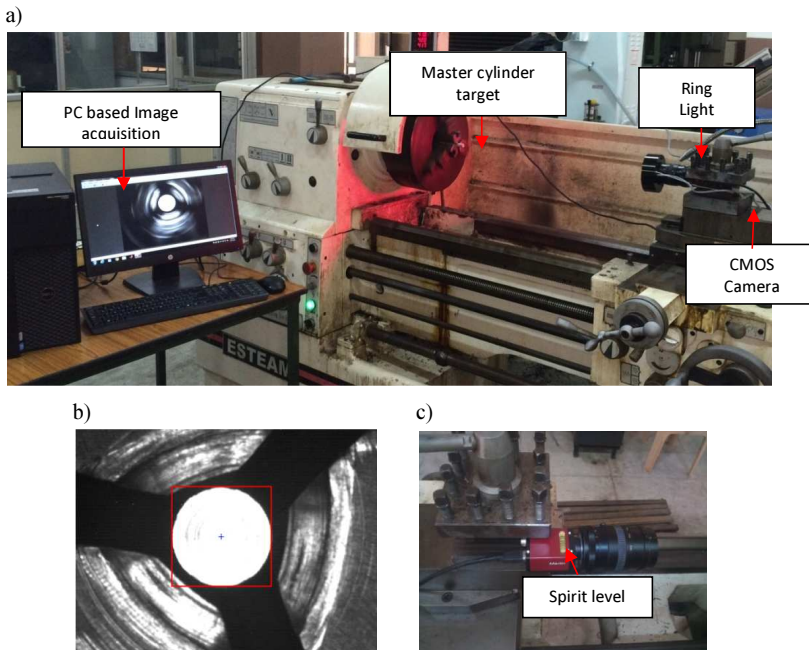 a)
PC based Image
acquisition
Master cylinder
target
Ring
Light
CMOS
Camera
ESTEAM
b)
c)
Spirit level